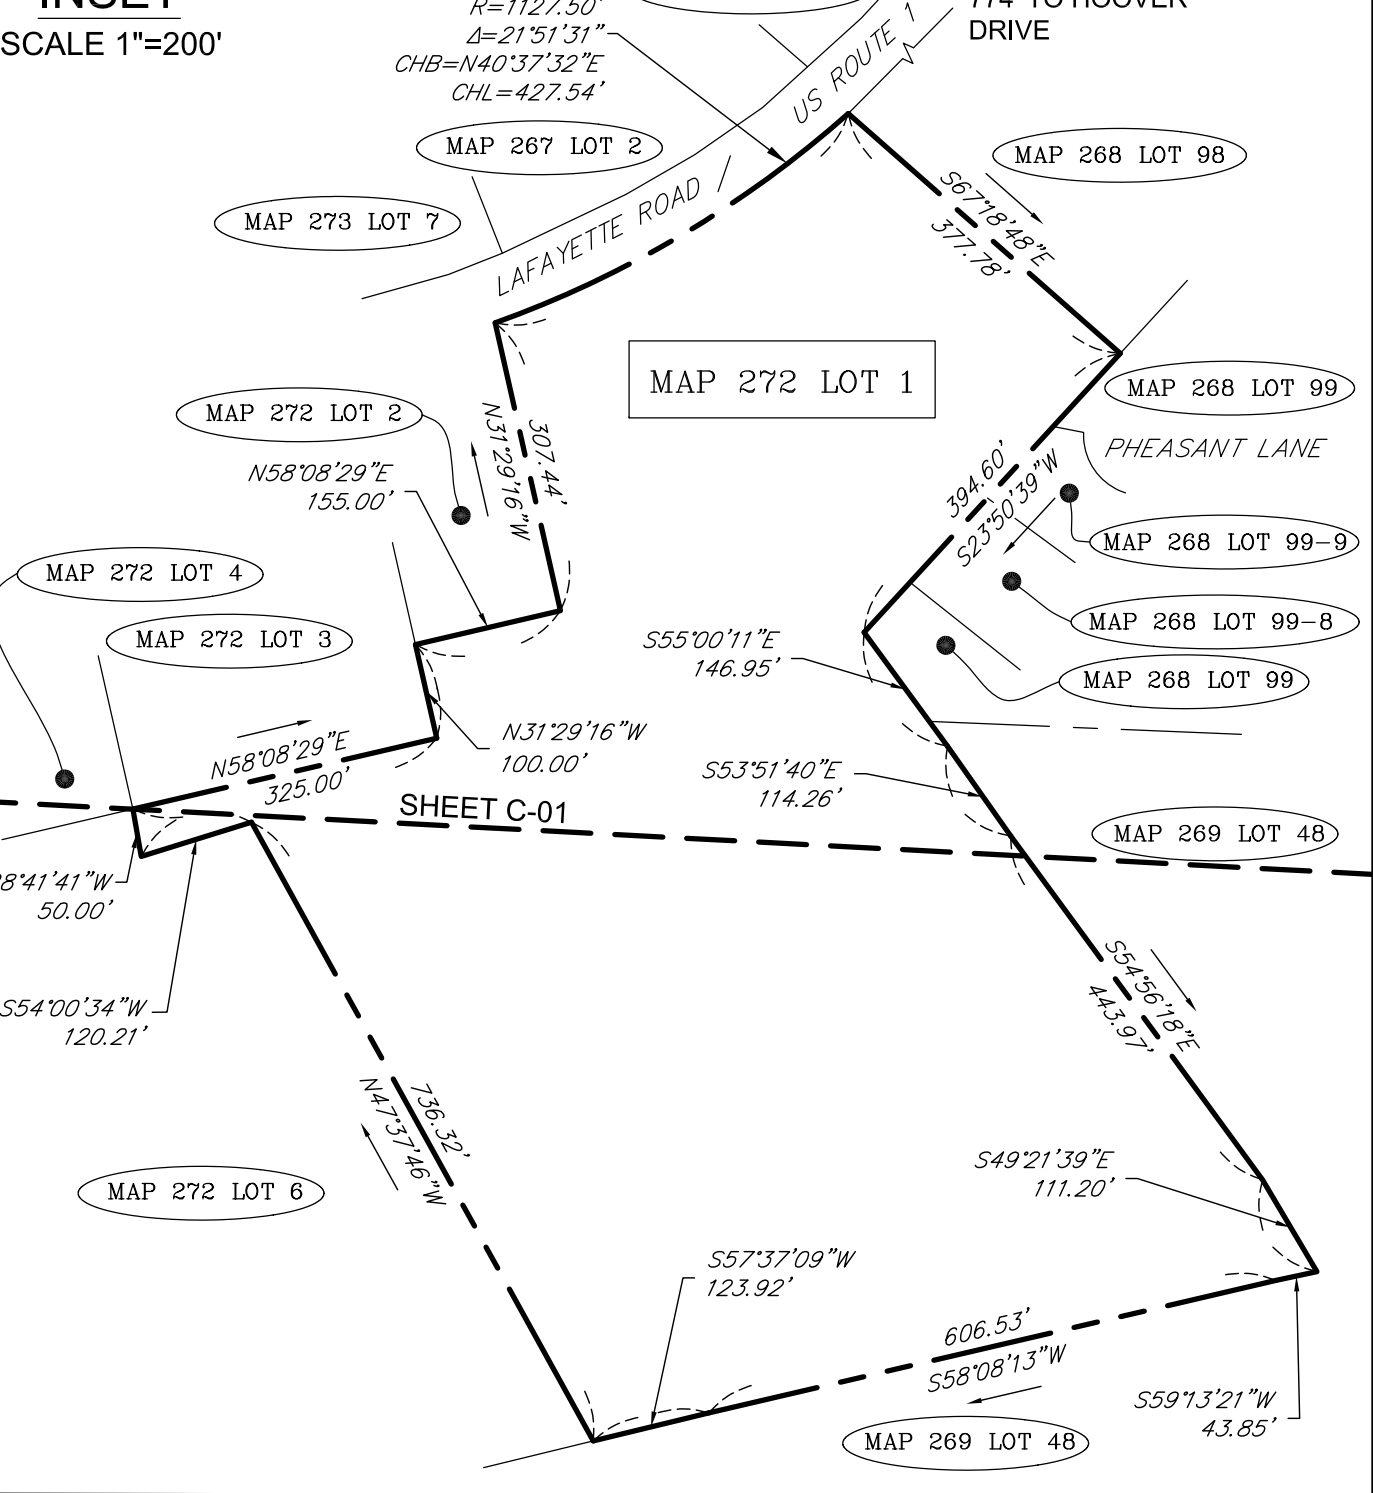 SCALE 1"=200'
R=1127.50'
Δ=21°51'31"
CHB=N40°37'32"E
CHL=427.54'
US ROUTE 1
DRIVE
MAP 267 LOT 2
MAP 268 LOT 98
MAP 273 LOT 7
LAFAYETTE ROAD
S67°18'48"E
377.78'
MAP 272 LOT 1
MAP 268 LOT 99
MAP 272 LOT 2
PHEASANT LANE
N58°08'29"E
155.00'
307.44'
N31°29'16"W
394.60'
S23°50'39"W
MAP 268 LOT 99-9
MAP 272 LOT 4
MAP 268 LOT 99-8
MAP 272 LOT 3
S55°00'11"E
146.95'
MAP 268 LOT 99
N31°29'16"W
100.00'
N58°08'29"E
325.00'
S53°51'40"E
114.26'
SHEET C-01
MAP 269 LOT 48
8°41'41"W
50.00'
S54°56'18"E
443.97'
S54°00'34"W
120.21'
736.32'
N47°37'46"W
S49°21'39"E
111.20'
MAP 272 LOT 6
S57°37'09"W
123.92'
606.53'
S58°08'13"W
S59°13'21"W
43.85'
MAP 269 LOT 48